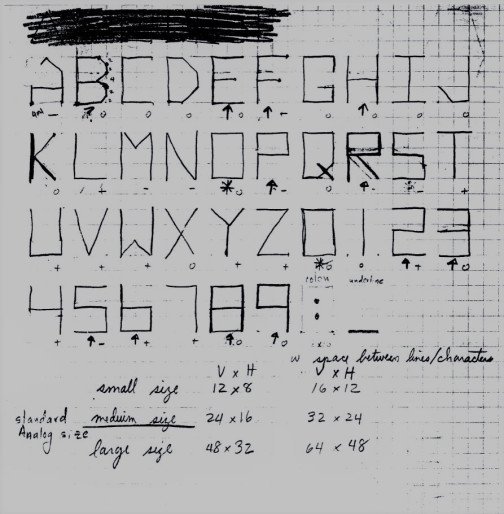 A B C D E F G H I J
K L M N O P Q R S T
U V W X Y Z 0 1 2 3
colon underline
4 5 6 7 8 9 : _
w space between lines/characters
V x H V x H
small size 12 x 8 16 x 12
standard Analog size medium size 24 x 16 32 x 24
large size 48 x 32 64 x 48